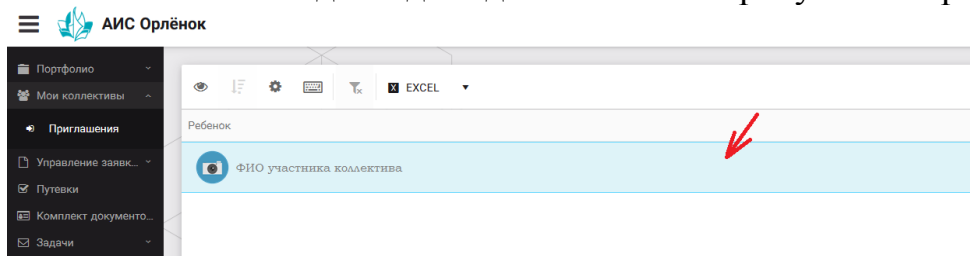 АИС Орлёнок
Портфолио
Мои коллективы
Приглашения
Управление заявк...
Путевки
Комплект документо...
Задачи
EXCEL
Ребенок
ФИО участника коллектива